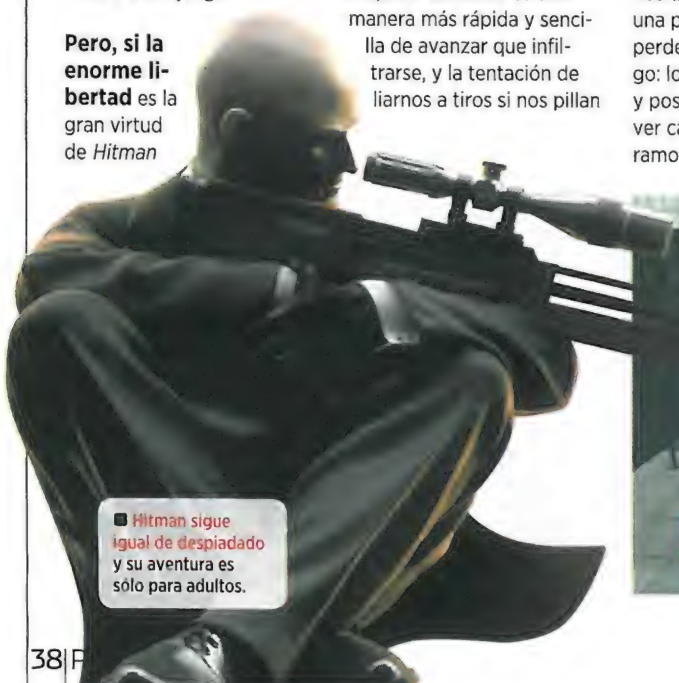 Pero, si la
enorme li-
bertad es la
gran virtud
de Hitman
manera más rápida y senci-
lla de avanzar que infil-
trarse, y la tentación de
liarnos a tiros si nos pillan
una p
perde
go: lo
y pos
ver ca
ramo
■ Hitman sigue
igual de despiadado
y su aventura es
sólo para adultos.
38|P